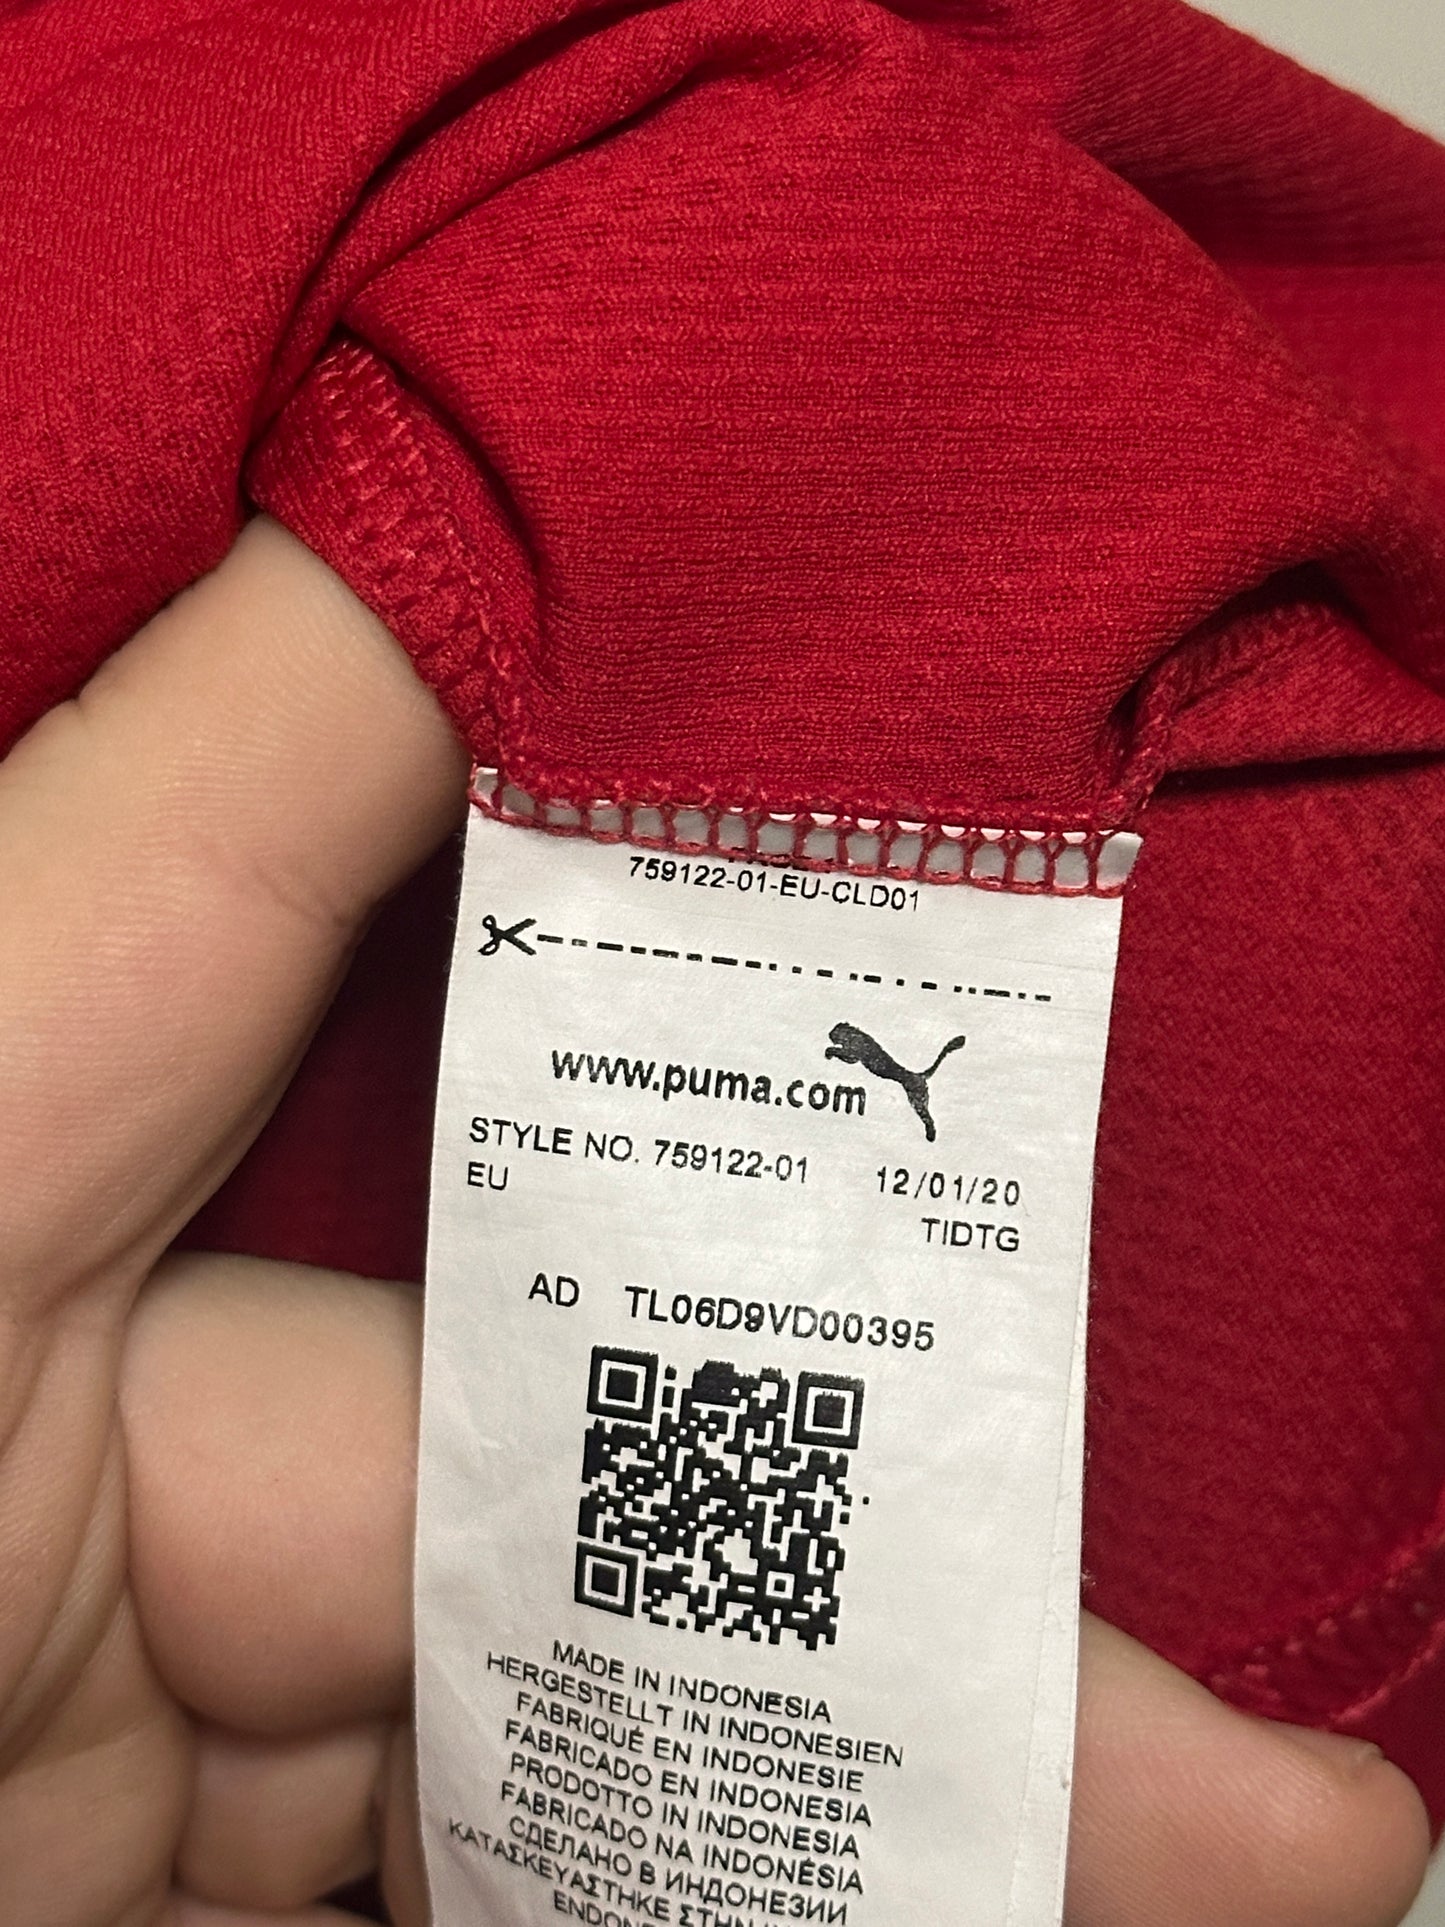 759122-01-EU-CLD01
www.puma.com
STYLE NO. 759122-01 12/01/20
EU
TIDTG
AD TL06D9VD00395
MADE IN INDONESIA
HERGESTELLT IN INDONESIEN
FABRIQUÉ EN INDONESIE
FABRICADO EN INDONESIA
PRODOTTO IN INDONESIA
FABRICADO NA INDONÉSIA
СДЕЛАНО В ИНДОНЕЗИИ
ΚΑΤΑΣΚΕΥΑΣΤΗΚΕ ΣΤΗΝ